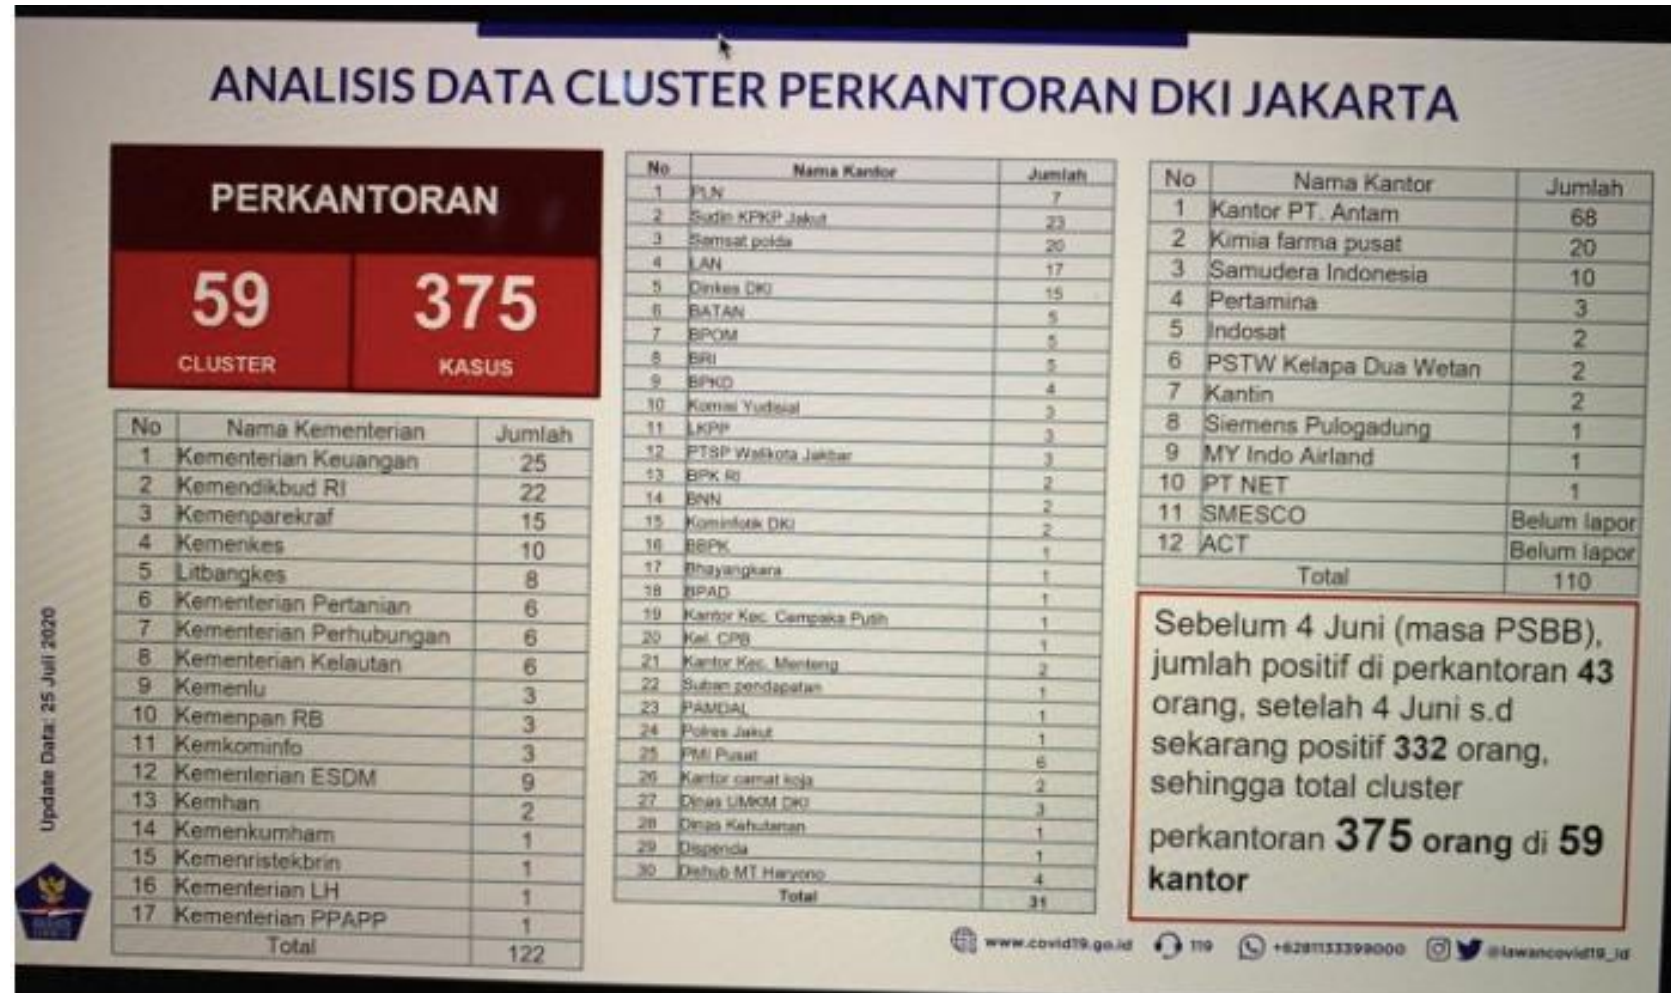 ANALISIS DATA CLUSTER PERKANTORAN DKI JAKARTA
PERKANTORAN
59 375
CLUSTER KASUS
No Nama Kementerian Jumlah
1 Kementerian Keuangan 25
2 Kemendikbud RI 22
3 Kemenparekraf 15
4 Kemenkes 10
5 Litbangkes 8
6 Kementerian Pertanian 6
7 Kementerian Perhubungan 6
8 Kementerian Kelautan 6
9 Kemenlu 3
10 Kemenpan RB 3
11 Kemkominfo 3
12 Kementerian ESDM 9
13 Kemhan 2
14 Kemenkumham 1
15 Kemenristekbrin 1
16 Kementerian LH 1
17 Kementerian PPAPP 1
Total 122
No Nama Kantor Jumlah
1 PLN 7
2 Sudin KPKP Jakut 23
3 Samsat polda 20
4 LAN 17
5 Dinkes DKI 15
6 BATAN 5
7 BPOM 5
8 BRI 5
9 BPKD 4
10 Komisi Yudisial 3
11 LKPP 3
12 PTSP Walikota Jakbar 3
13 BPK RI 2
14 BNN 2
15 Kominfotik DKI 2
16 BBPK 1
17 Bhayangkara 1
18 BPAD 1
19 Kantor Kec. Cempaka Putih 1
20 Kel. CPB 1
21 Kantor Kec. Menteng 2
22 Suban pendapatan 1
23 PAMDAL 1
24 Polres Jakut 1
25 PMI Pusat 6
26 Kantor camat koja 2
27 Dinas UMKM DKI 3
28 Dinas Kehutanan 1
29 Dispenda 1
30 Dishub MT Haryono 4
Total 31
No Nama Kantor Jumlah
1 Kantor PT. Antam 68
2 Kimia farma pusat 20
3 Samudera Indonesia 10
4 Pertamina 3
5 Indosat 2
6 PSTW Kelapa Dua Wetan 2
7 Kantin 2
8 Siemens Pulogadung 1
9 MY Indo Airland 1
10 PT NET 1
11 SMESCO Belum lapor
12 ACT Belum lapor
Total 110
Sebelum 4 Juni (masa PSBB),
jumlah positif di perkantoran 43
orang, setelah 4 Juni s.d
sekarang positif 332 orang,
sehingga total cluster
perkantoran 375 orang di 59
kantor
Update Data: 25 Juli 2020
www.covid19.go.id 119 +6281133399000 @lawancovid19_id